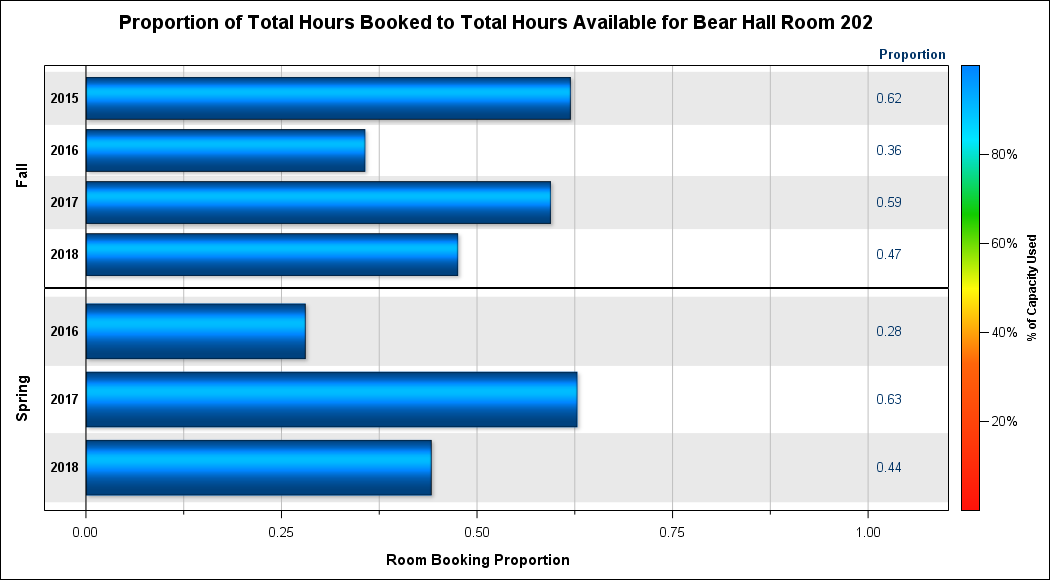 Proportion of Total Hours Booked to Total Hours Available for Bear Hall Room 202
Proportion
Fall
2015 0.62
2016 0.36
2017 0.59
2018 0.47
Spring
2016 0.28
2017 0.63
2018 0.44
0.00 0.25 0.50 0.75 1.00
Room Booking Proportion
80%
60%
40%
20%
% of Capacity Used